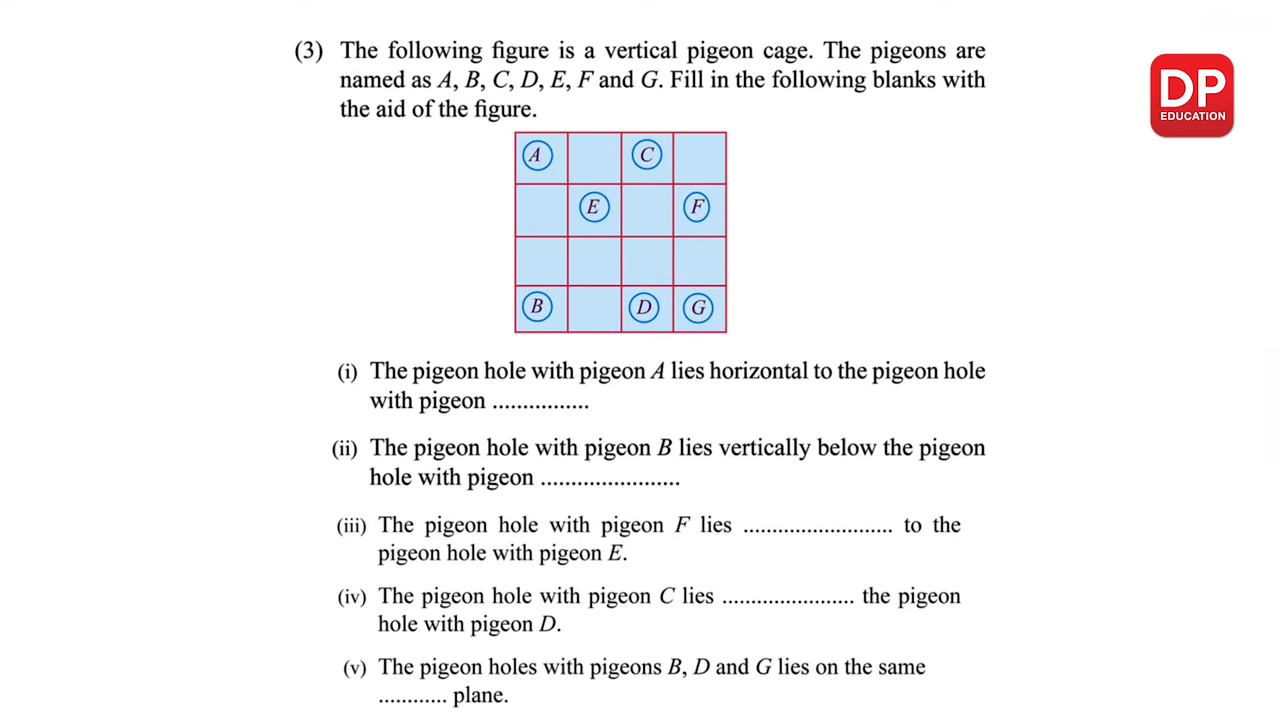 (3) The following figure is a vertical pigeon cage. The pigeons are
named as A, B, C, D, E, F and G. Fill in the following blanks with
the aid of the figure.
DP
EDUCATION
A C
E F
B D G
(i) The pigeon hole with pigeon A lies horizontal to the pigeon hole
with pigeon .................
(ii) The pigeon hole with pigeon B lies vertically below the pigeon
hole with pigeon ........................
(iii) The pigeon hole with pigeon F lies .......................... to the
pigeon hole with pigeon E.
(iv) The pigeon hole with pigeon C lies ....................... the pigeon
hole with pigeon D.
(v) The pigeon holes with pigeons B, D and G lies on the same
............ plane.